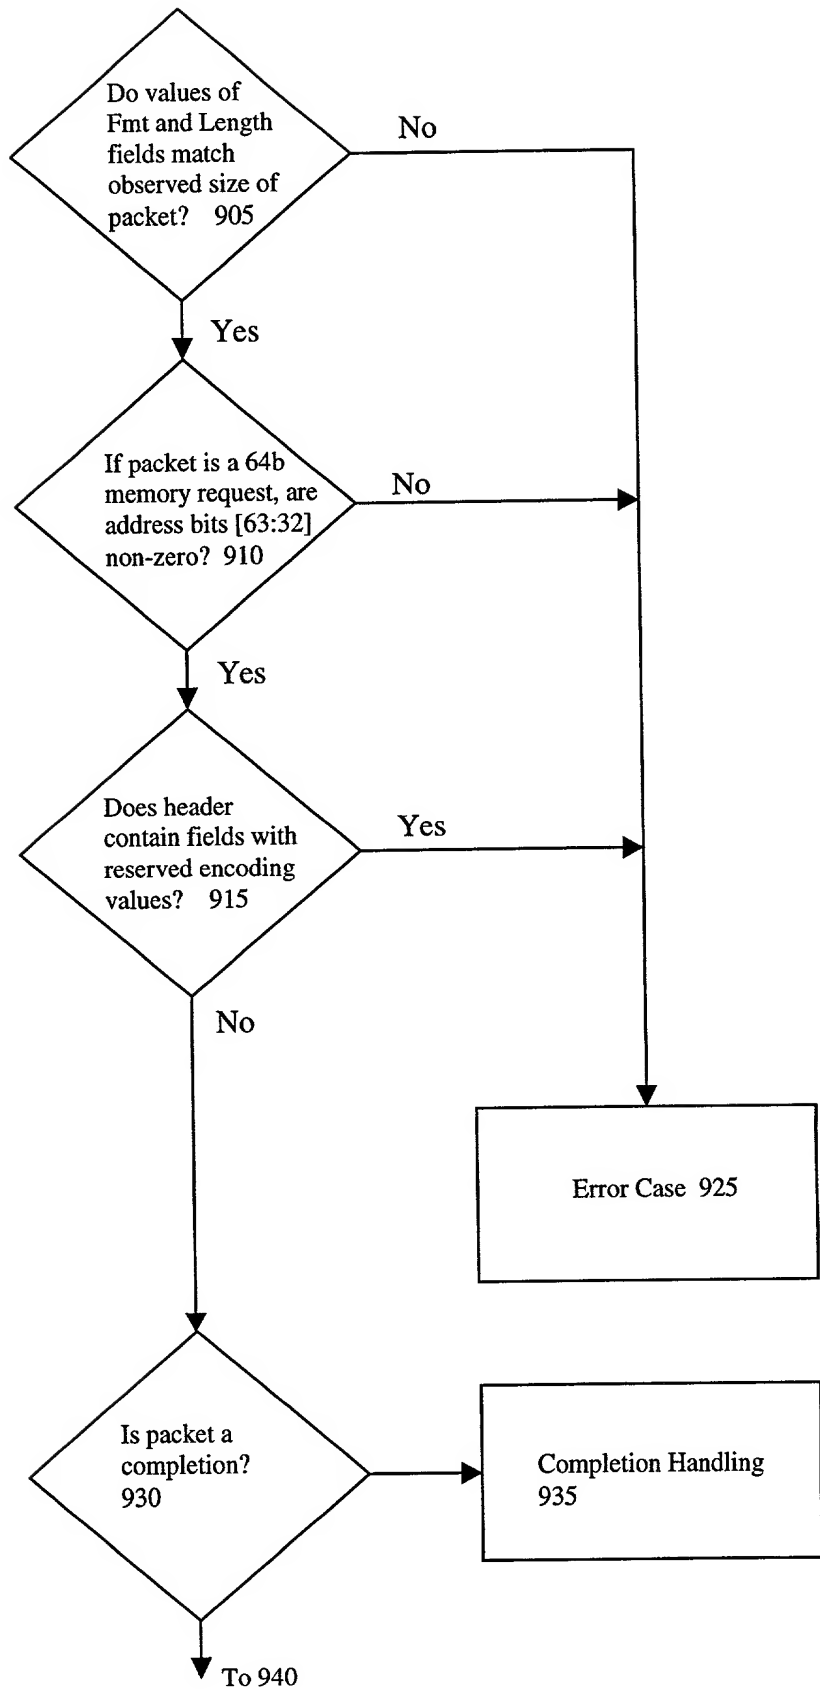 Do values of
Fmt and Length
fields match
observed size of
packet? 905
No
Yes
If packet is a 64b
memory request, are
address bits [63:32]
non-zero? 910
No
Yes
Does header
contain fields with
reserved encoding
values? 915
Yes
No
Error Case 925
Is packet a
completion?
930
Completion Handling
935
To 940